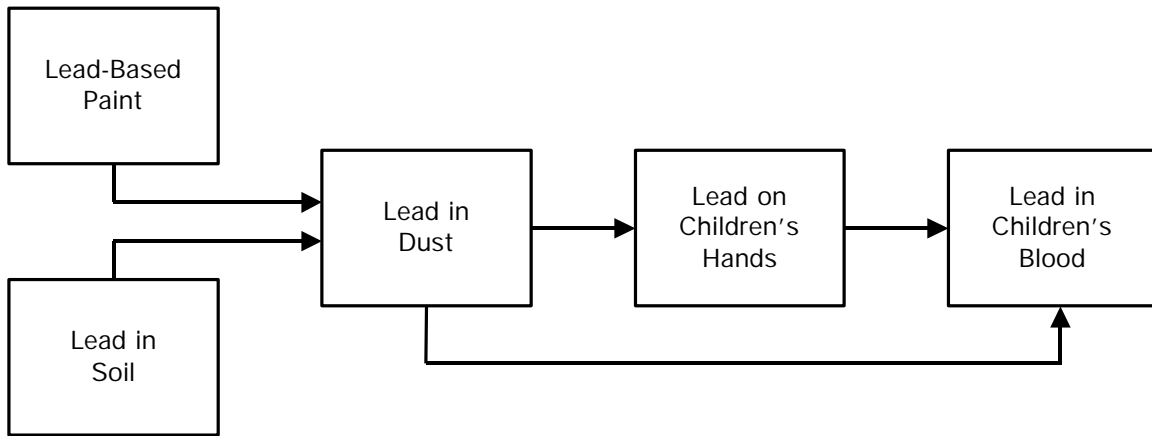 Lead-Based
Paint
Lead in
Soil
Lead in
Dust
Lead on
Children’s
Hands
Lead in
Children’s
Blood